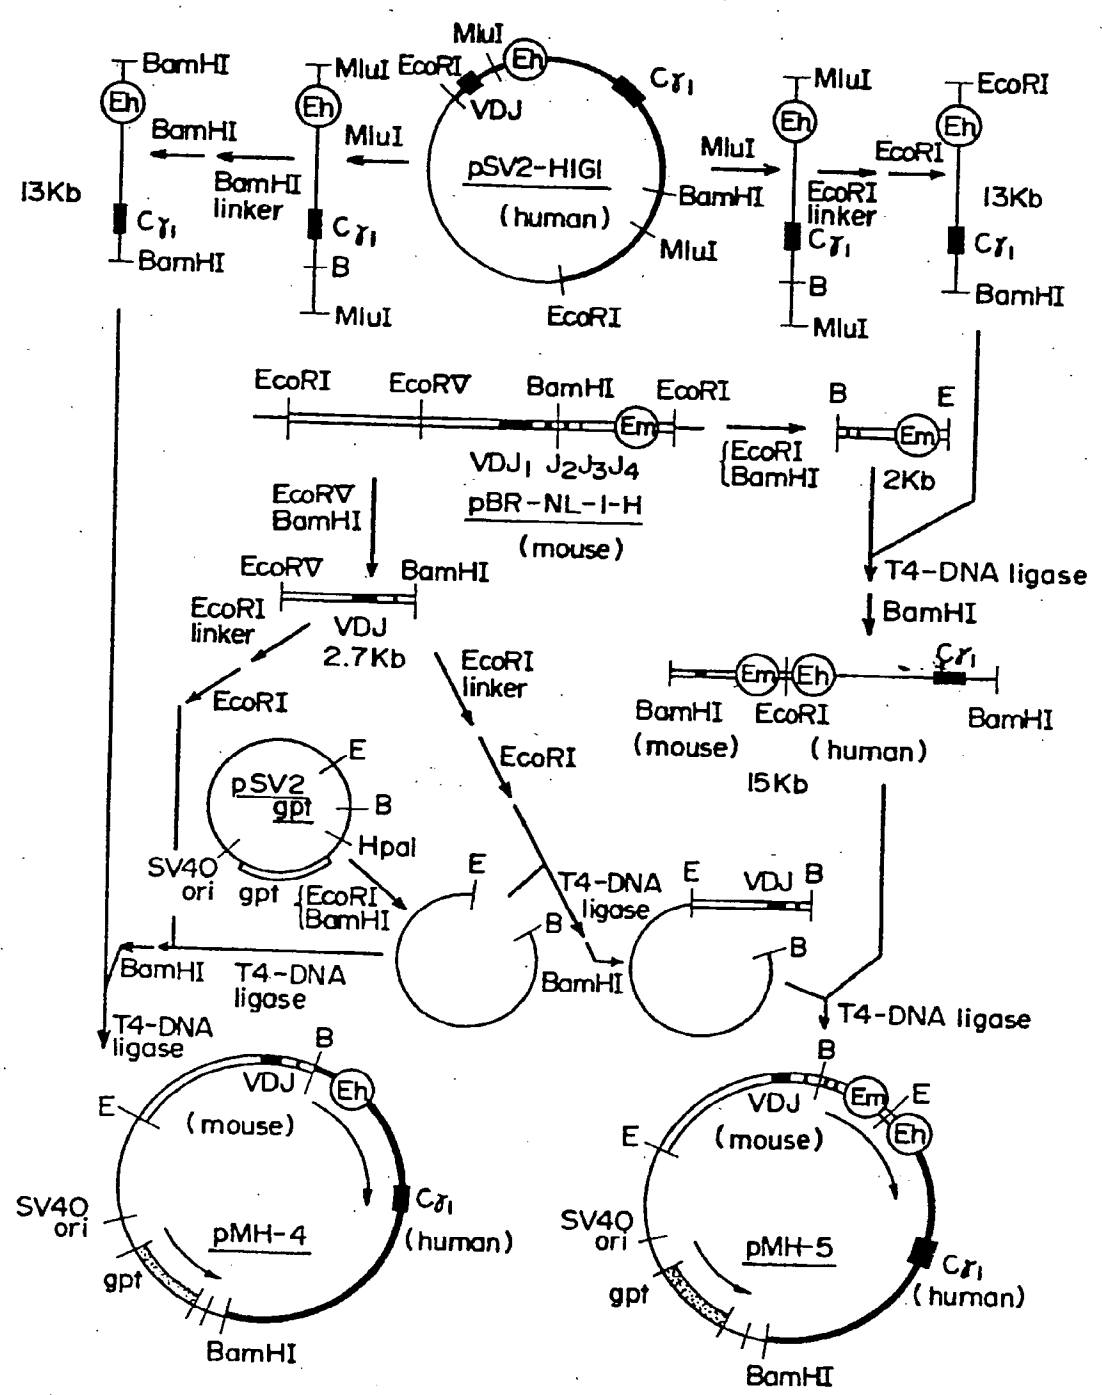 BamHI
Eh
BamHI
BamHI
linker
13Kb
Cγ1
BamHI
MluI
Eh
MluI
Cγ1
B
MluI
MluI
Eh
EcoRI
VDJ
Cγ1
pSV2-HIGI
(human)
BamHI
MluI
EcoRI
MluI
MluI
Eh
EcoRI
linker
EcoRI
Cγ1
B
MluI
EcoRI
Eh
13Kb
Cγ1
BamHI
EcoRI
EcoRV
BamHI
EcoRI
Em
VDJ1 J2J3J4
pBR-NL-1-H
(mouse)
EcoRI
BamHI
B
E
Em
2Kb
T4-DNA ligase
BamHI
EcoRV
BamHI
EcoRV
BamHI
VDJ
2.7Kb
EcoRI
linker
EcoRI
EcoRI
linker
EcoRI
Em
Eh
Cγ1
BamHI
EcoRI
BamHI
(mouse)
(human)
15Kb
pSV2
gpt
E
B
HpaI
SV40
ori
gpt
EcoRI
BamHI
E
B
T4-DNA
ligase
BamHI
E
VDJ
B
B
BamHI
T4-DNA
ligase
T4-DNA
ligase
T4-DNA ligase
B
VDJ
Eh
E
(mouse)
SV40
ori
pMH-4
Cγ1
(human)
gpt
BamHI
B
VDJ
Em
E
Eh
E
(mouse)
SV40
ori
pMH-5
Cγ1
(human)
gpt
BamHI